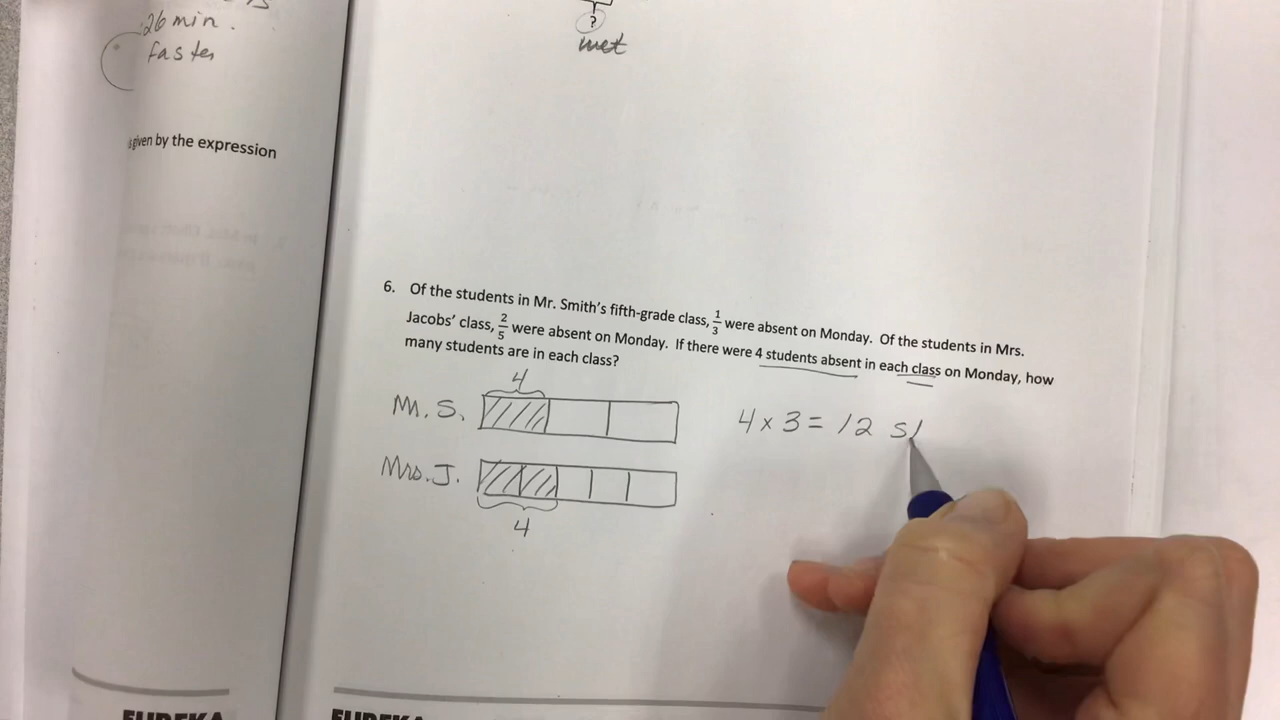 26 min.
faster
given by the expression
?
met
6. Of the students in Mr. Smith's fifth-grade class, 1/3 were absent on Monday. Of the students in Mrs.
Jacobs' class, 2/5 were absent on Monday. If there were 4 students absent in each class on Monday, how
many students are in each class?
4
M. S.
4 x 3 = 12 st
Mrs. J.
4
EUREKA
EUREKA